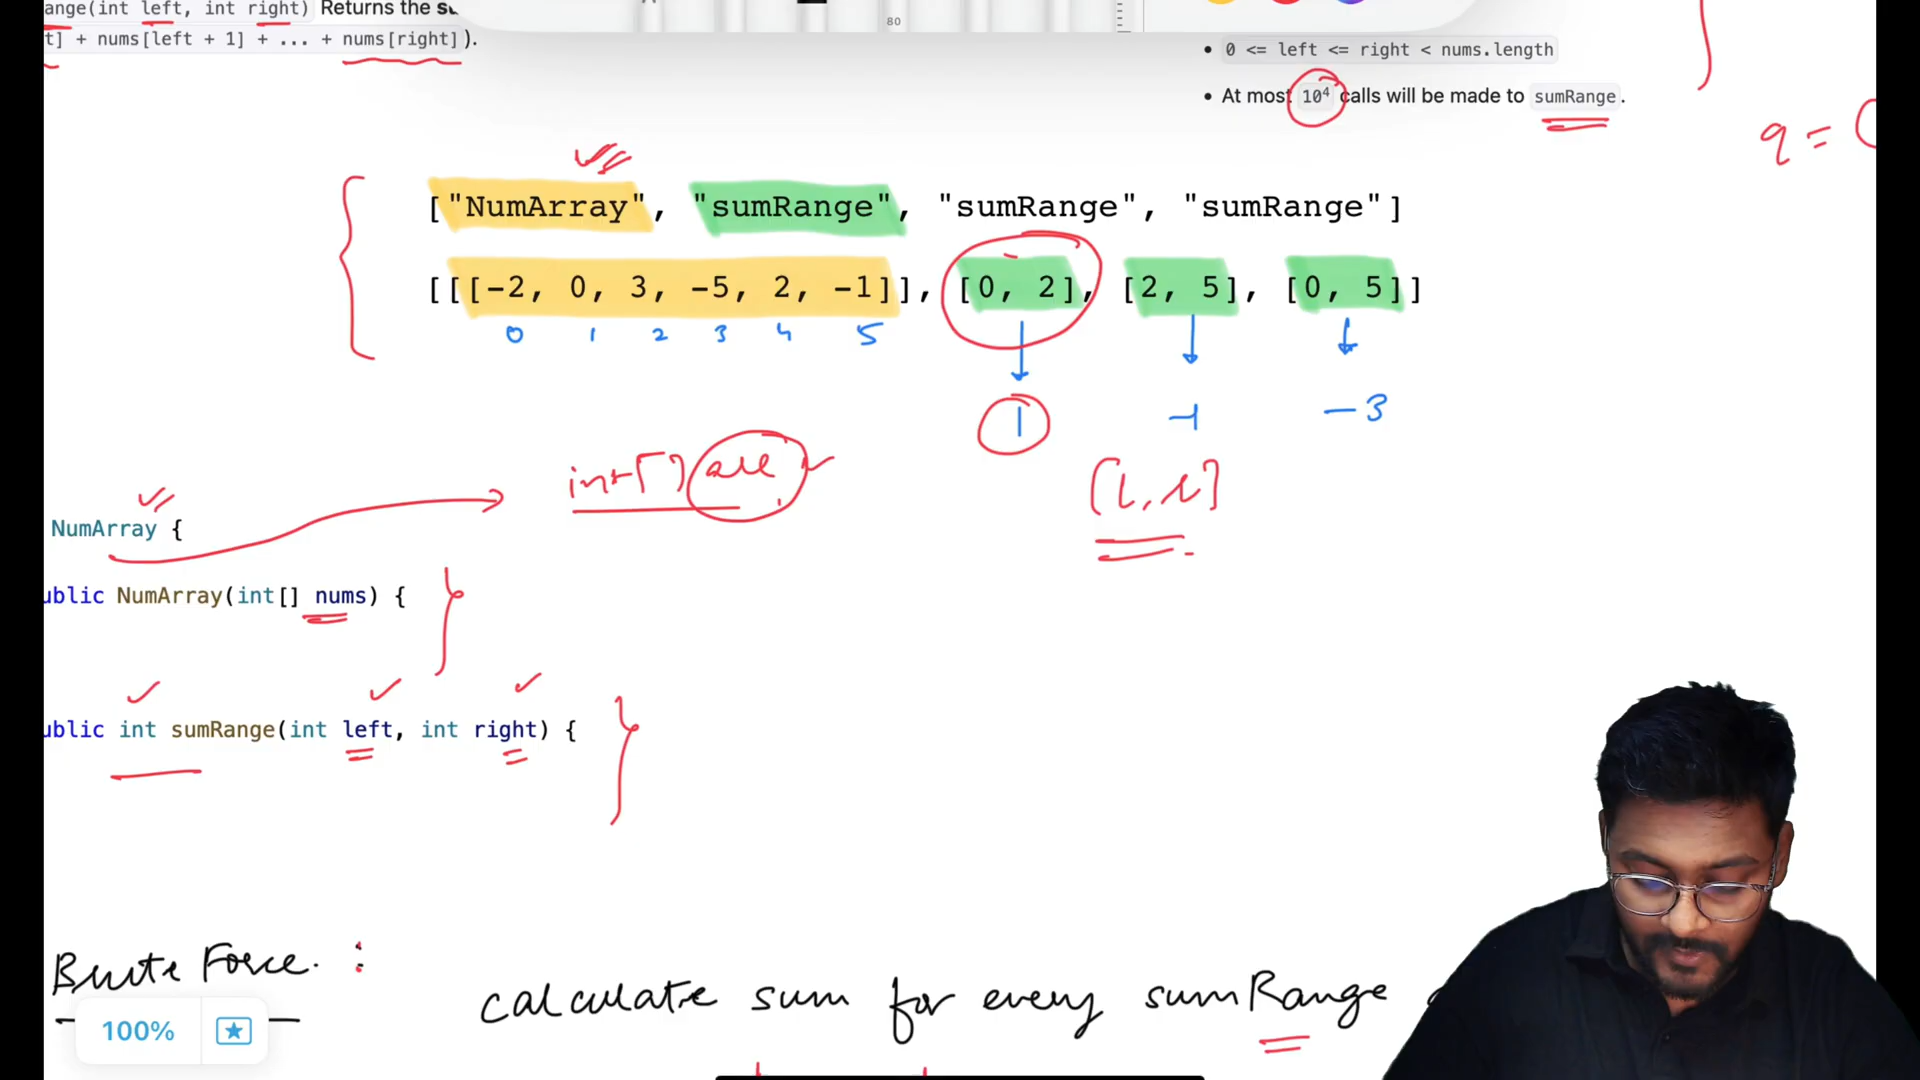 ange(int left, int right) Returns the su
t] + nums[left + 1] + ... + nums[right]).
80
• 0 <= left <= right < nums.length
• At most 10⁴ calls will be made to sumRange.
q =
["NumArray", "sumRange", "sumRange", "sumRange"]
[[[-2, 0, 3, -5, 2, -1]], [0, 2], [2, 5], [0, 5]]
0 1 2 3 4 5
1 -1 -3
int[] arr
[l, r]
NumArray {
ublic NumArray(int[] nums) {
ublic int sumRange(int left, int right) {
Brute Force. :
calculate sum for every sumRange
100%